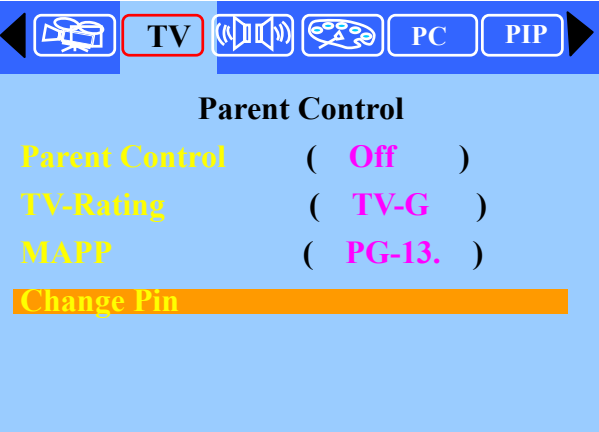 TV PC PIP
Parent Control
Parent Control ( Off )
TV-Rating ( TV-G )
MAPP ( PG-13. )
Change Pin